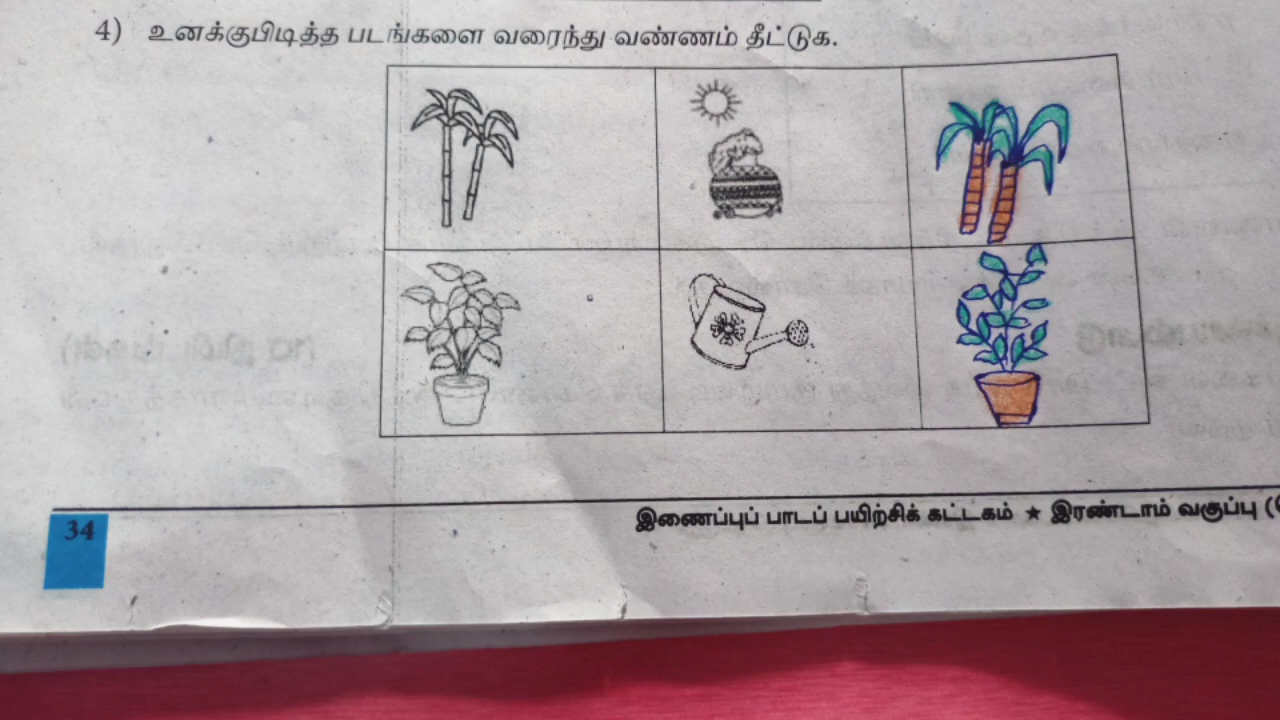 4) உனக்குபிடித்த படங்களை வரைந்து வண்ணம் தீட்டுக.
34
இணைப்புப் பாடப் பயிற்சிக் கட்டகம் ★ இரண்டாம் வகுப்பு (